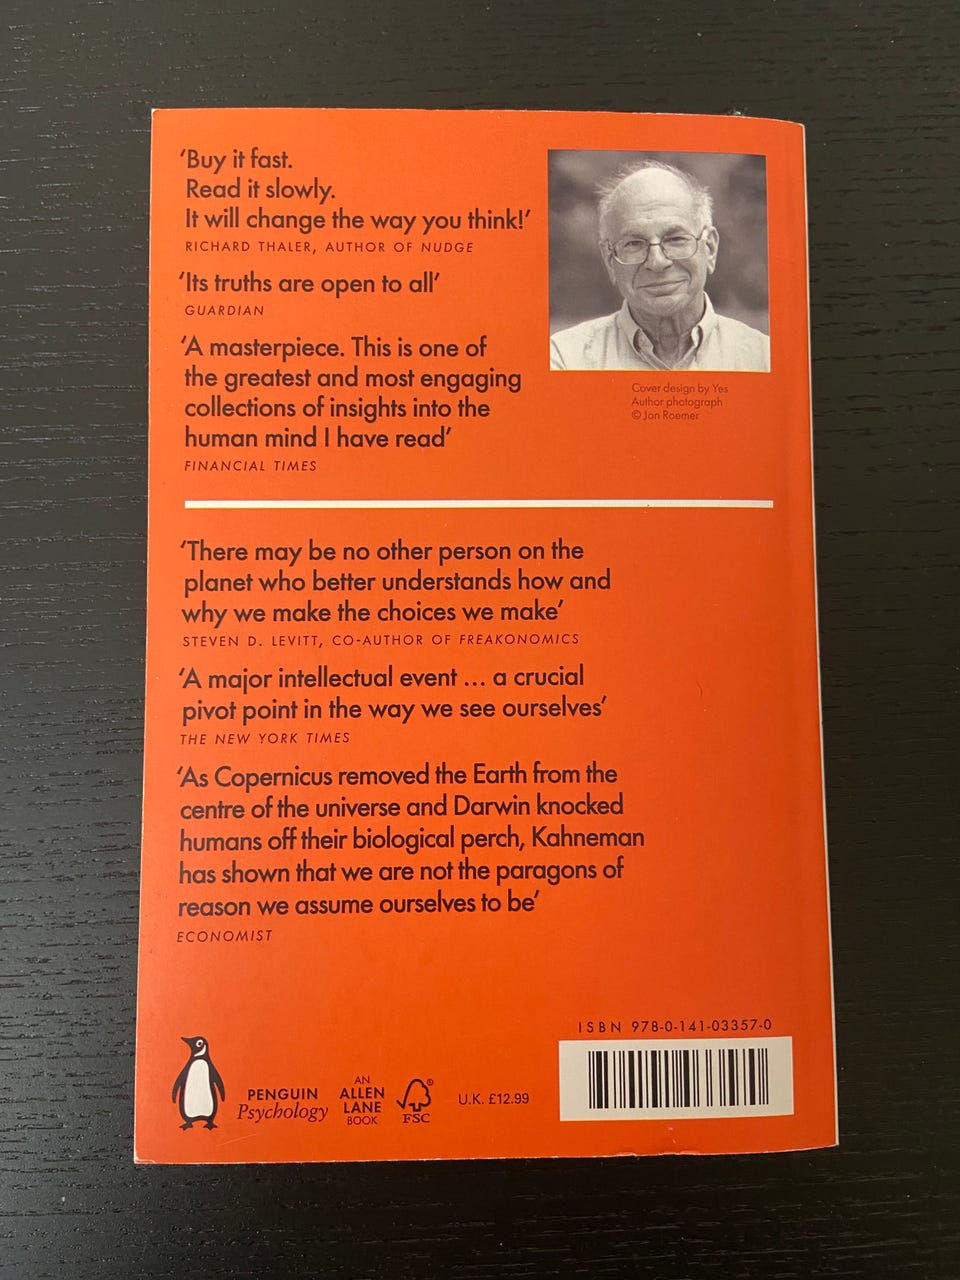 ‘Buy it fast.
Read it slowly.
It will change the way you think!’
RICHARD THALER, AUTHOR OF NUDGE
‘Its truths are open to all’
GUARDIAN
‘A masterpiece. This is one of
the greatest and most engaging
collections of insights into the
human mind I have read’
FINANCIAL TIMES
Cover design by Yes
Author photograph
© Jon Roemer
‘There may be no other person on the
planet who better understands how and
why we make the choices we make’
STEVEN D. LEVITT, CO-AUTHOR OF FREAKONOMICS
‘A major intellectual event ... a crucial
pivot point in the way we see ourselves’
THE NEW YORK TIMES
‘As Copernicus removed the Earth from the
centre of the universe and Darwin knocked
humans off their biological perch, Kahneman
has shown that we are not the paragons of
reason we assume ourselves to be’
ECONOMIST
ISBN 978-0-141-03357-0
PENGUIN
Psychology
AN
ALLEN
LANE
BOOK
®
FSC
U.K. £12.99